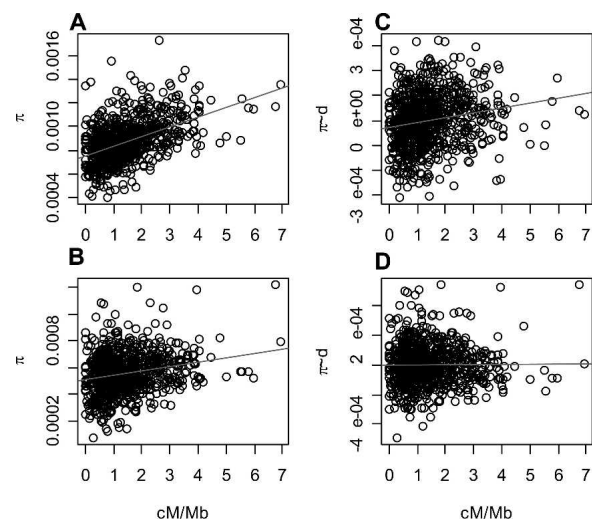 A
π
0.0004 0.0010 0.0016
0 1 2 3 4 5 6 7
C
π~d
-3 e-04 0 e+00 3 e-04
0 1 2 3 4 5 6 7
B
π
0.0002 0.0008
0 1 2 3 4 5 6 7
cM/Mb
D
π~d
-4 e-04 2 e-04
0 1 2 3 4 5 6 7
cM/Mb